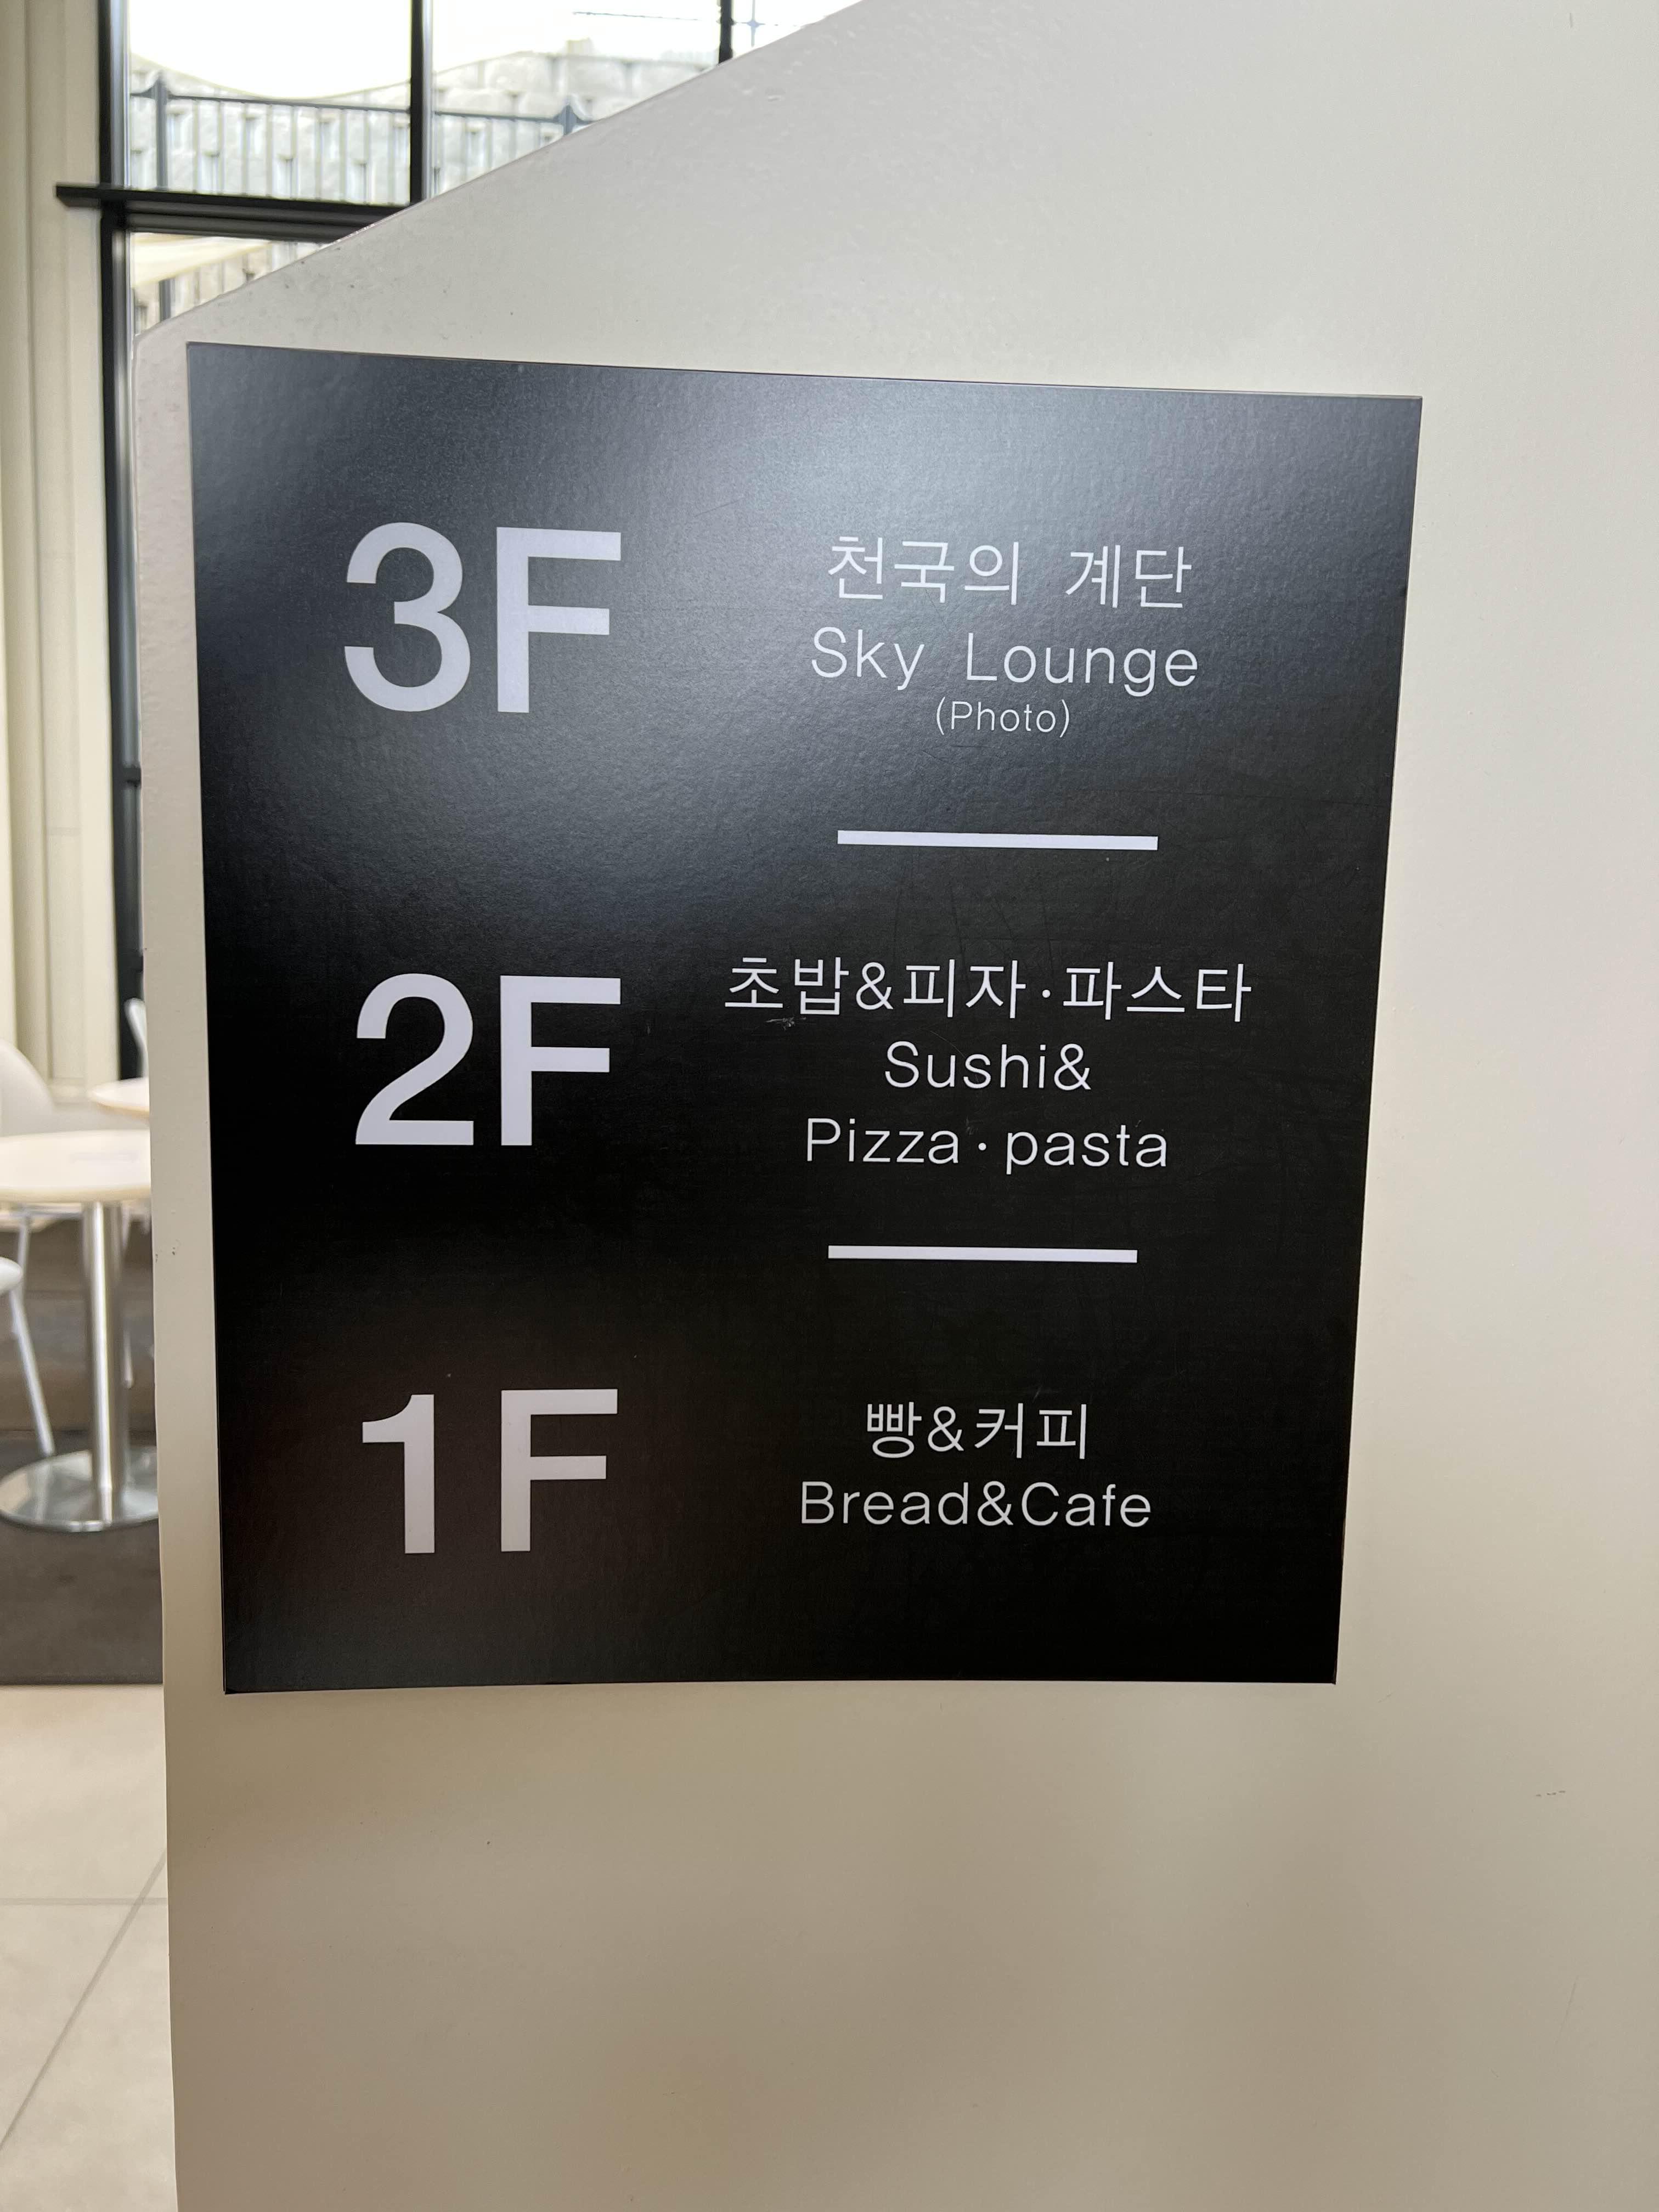 3F
천국의 계단
Sky Lounge
(Photo)
2F
초밥&피자·파스타
Sushi&
Pizza·pasta
1F
빵&커피
Bread&Cafe